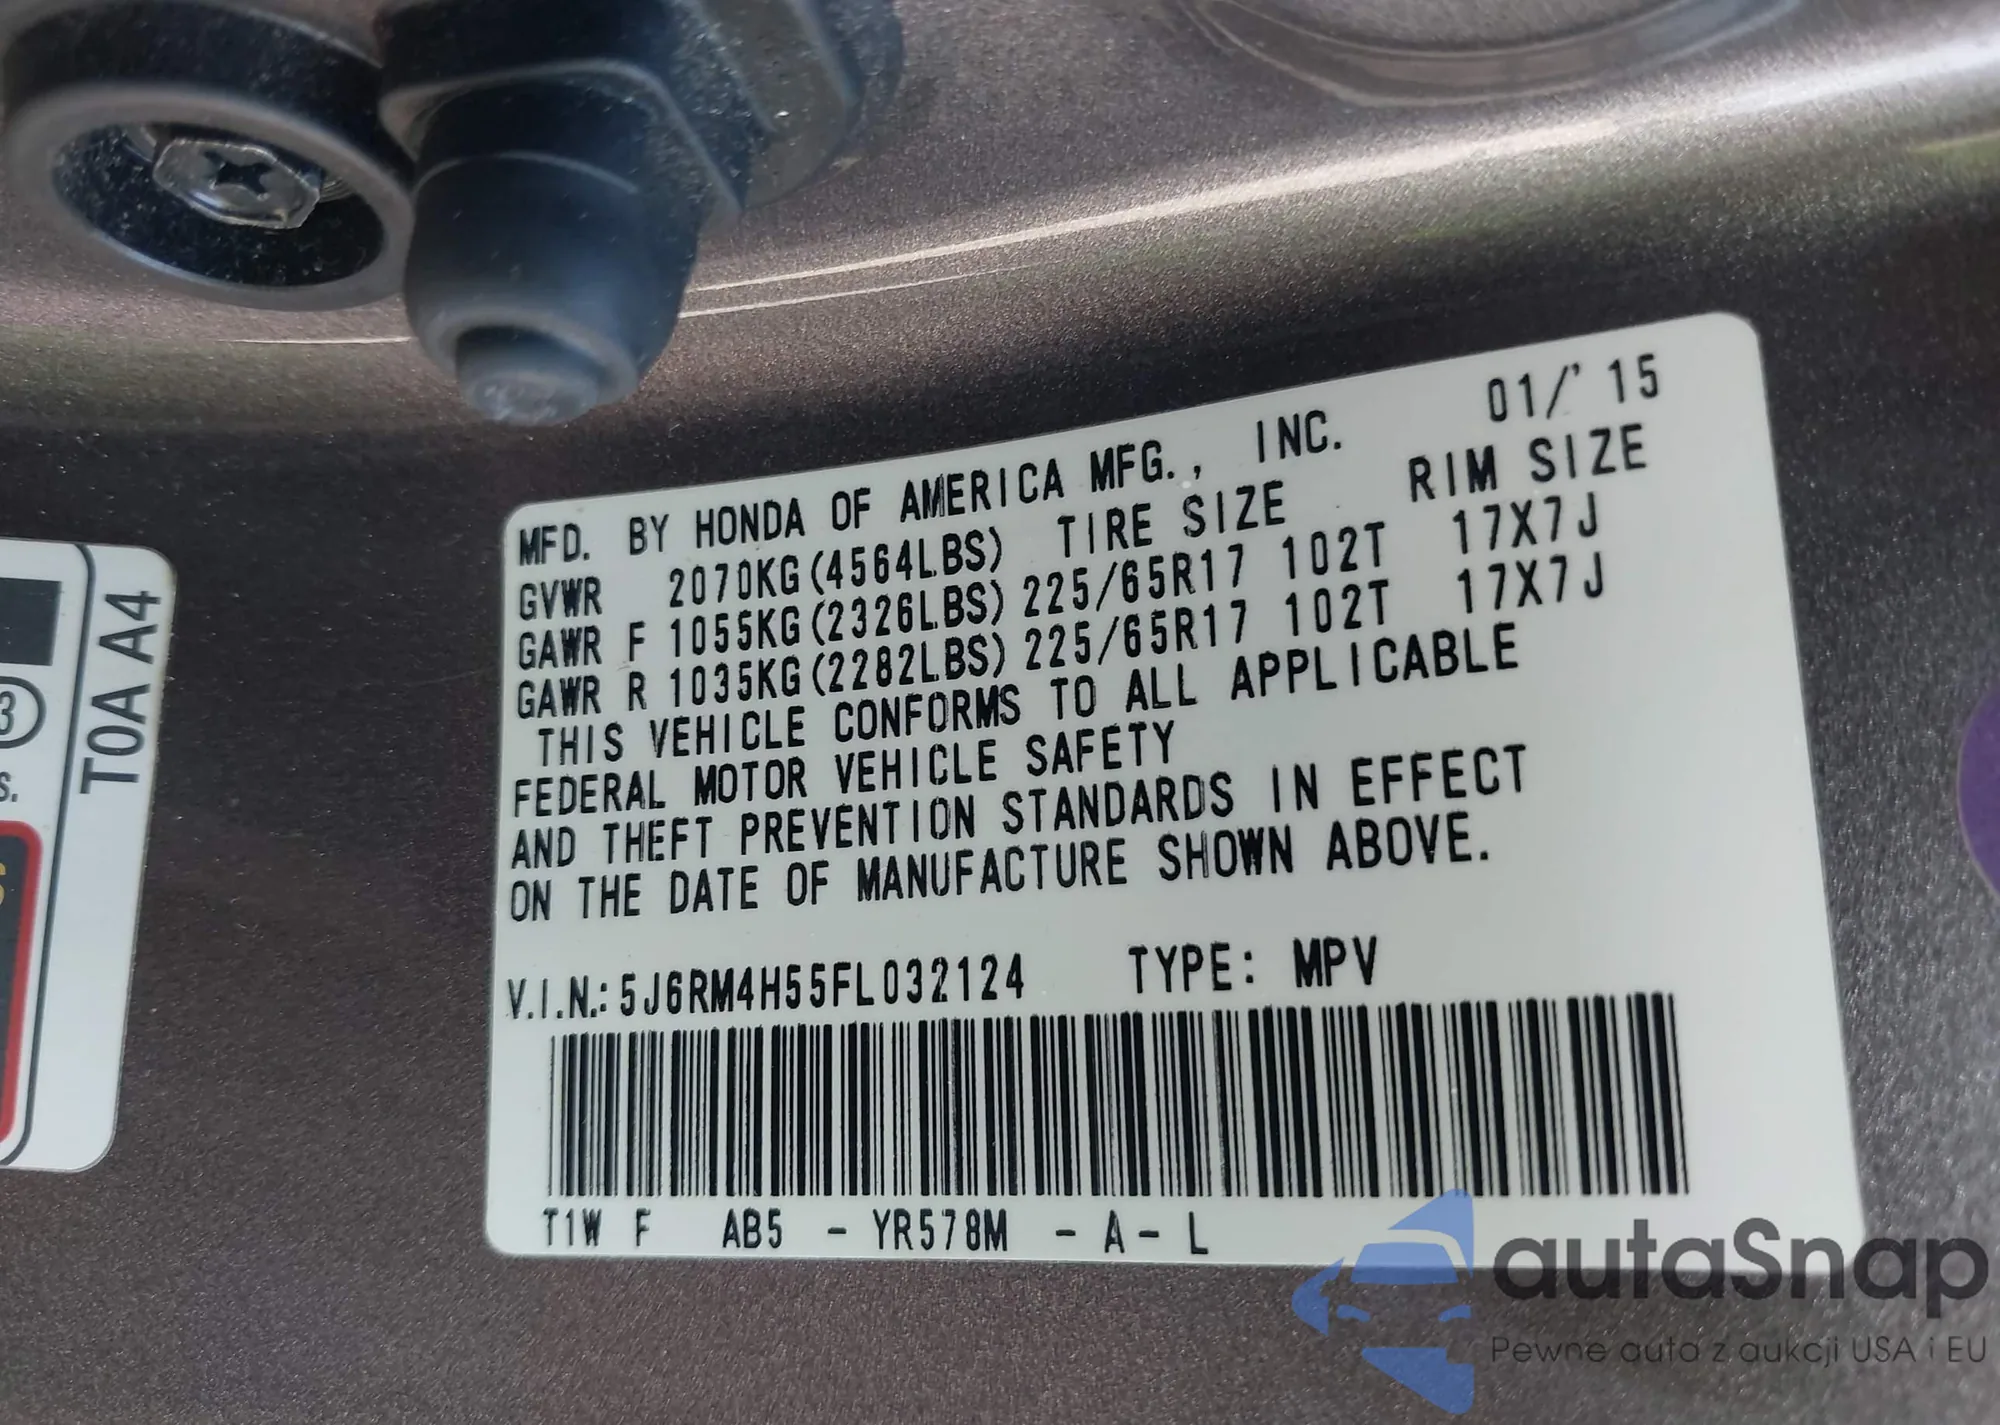 MFD. BY HONDA OF AMERICA MFG., INC. 01/'15
GVWR 2070KG(4564LBS) TIRE SIZE RIM SIZE
GAWR F 1055KG(2326LBS) 225/65R17 102T 17X7J
GAWR R 1035KG(2282LBS) 225/65R17 102T 17X7J
THIS VEHICLE CONFORMS TO ALL APPLICABLE
FEDERAL MOTOR VEHICLE SAFETY
AND THEFT PREVENTION STANDARDS IN EFFECT
ON THE DATE OF MANUFACTURE SHOWN ABOVE.
V.I.N.: 5J6RM4H55FL032124 TYPE: MPV
T1W F AB5 - YR578M - A - L
T0A A4
3
S.
autaSnap
Pewne auta z aukcji USA i EU